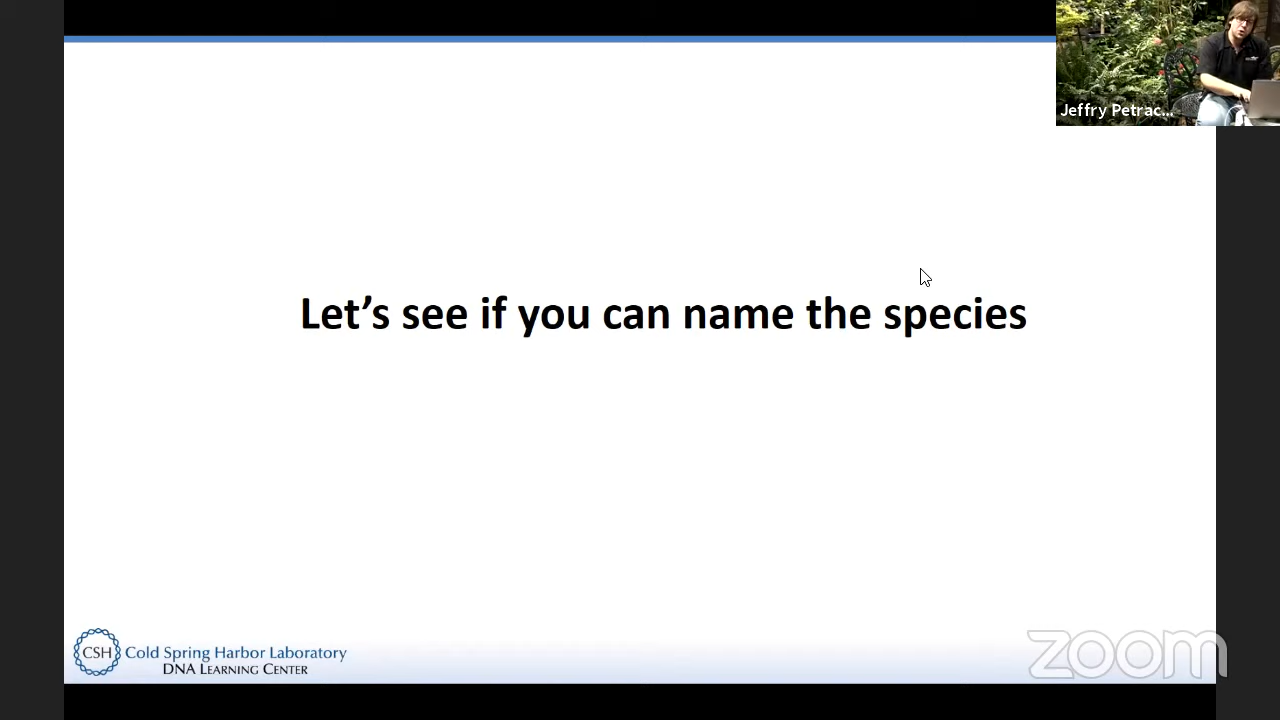 Jeffry Petrac...
Let's see if you can name the species
CSH Cold Spring Harbor Laboratory
DNA Learning Center
zoom